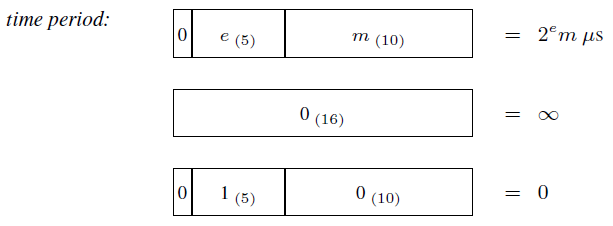 time period: 0 e (5) m (10) = 2^e m μs
0 (16) = ∞
0 1 (5) 0 (10) = 0